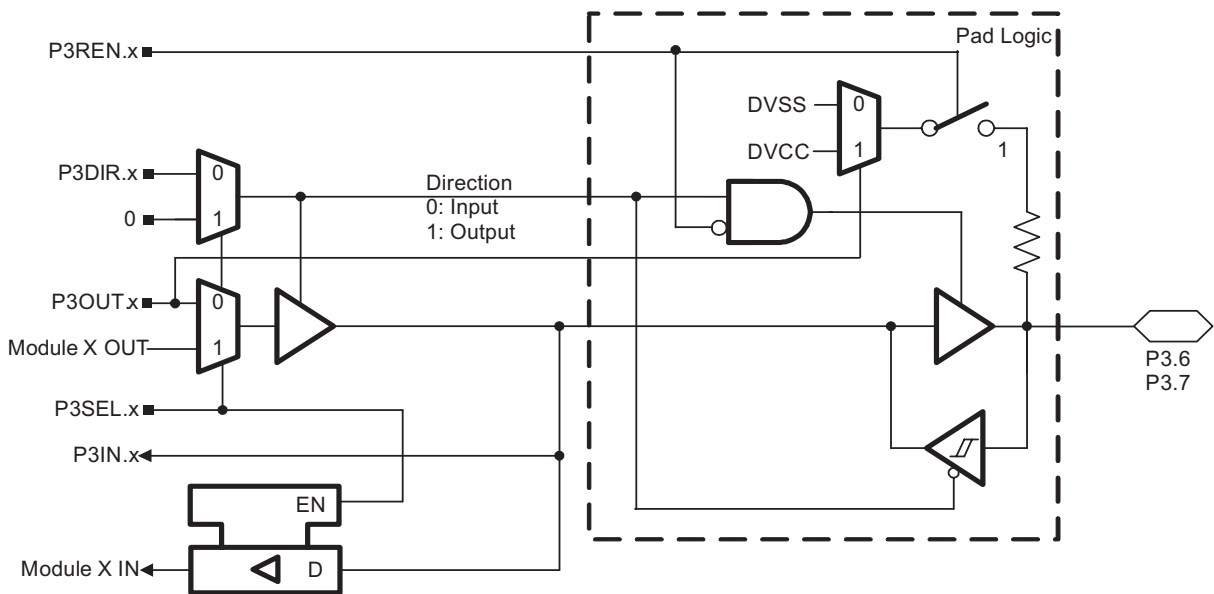 Pad Logic
P3REN.x
DVSS
0
DVCC
1
1
P3DIR.x
0
0
1
Direction
0: Input
1: Output
P3OUT.x
0
Module X OUT
1
P3.6
P3.7
P3SEL.x
P3IN.x
EN
Module X IN
D